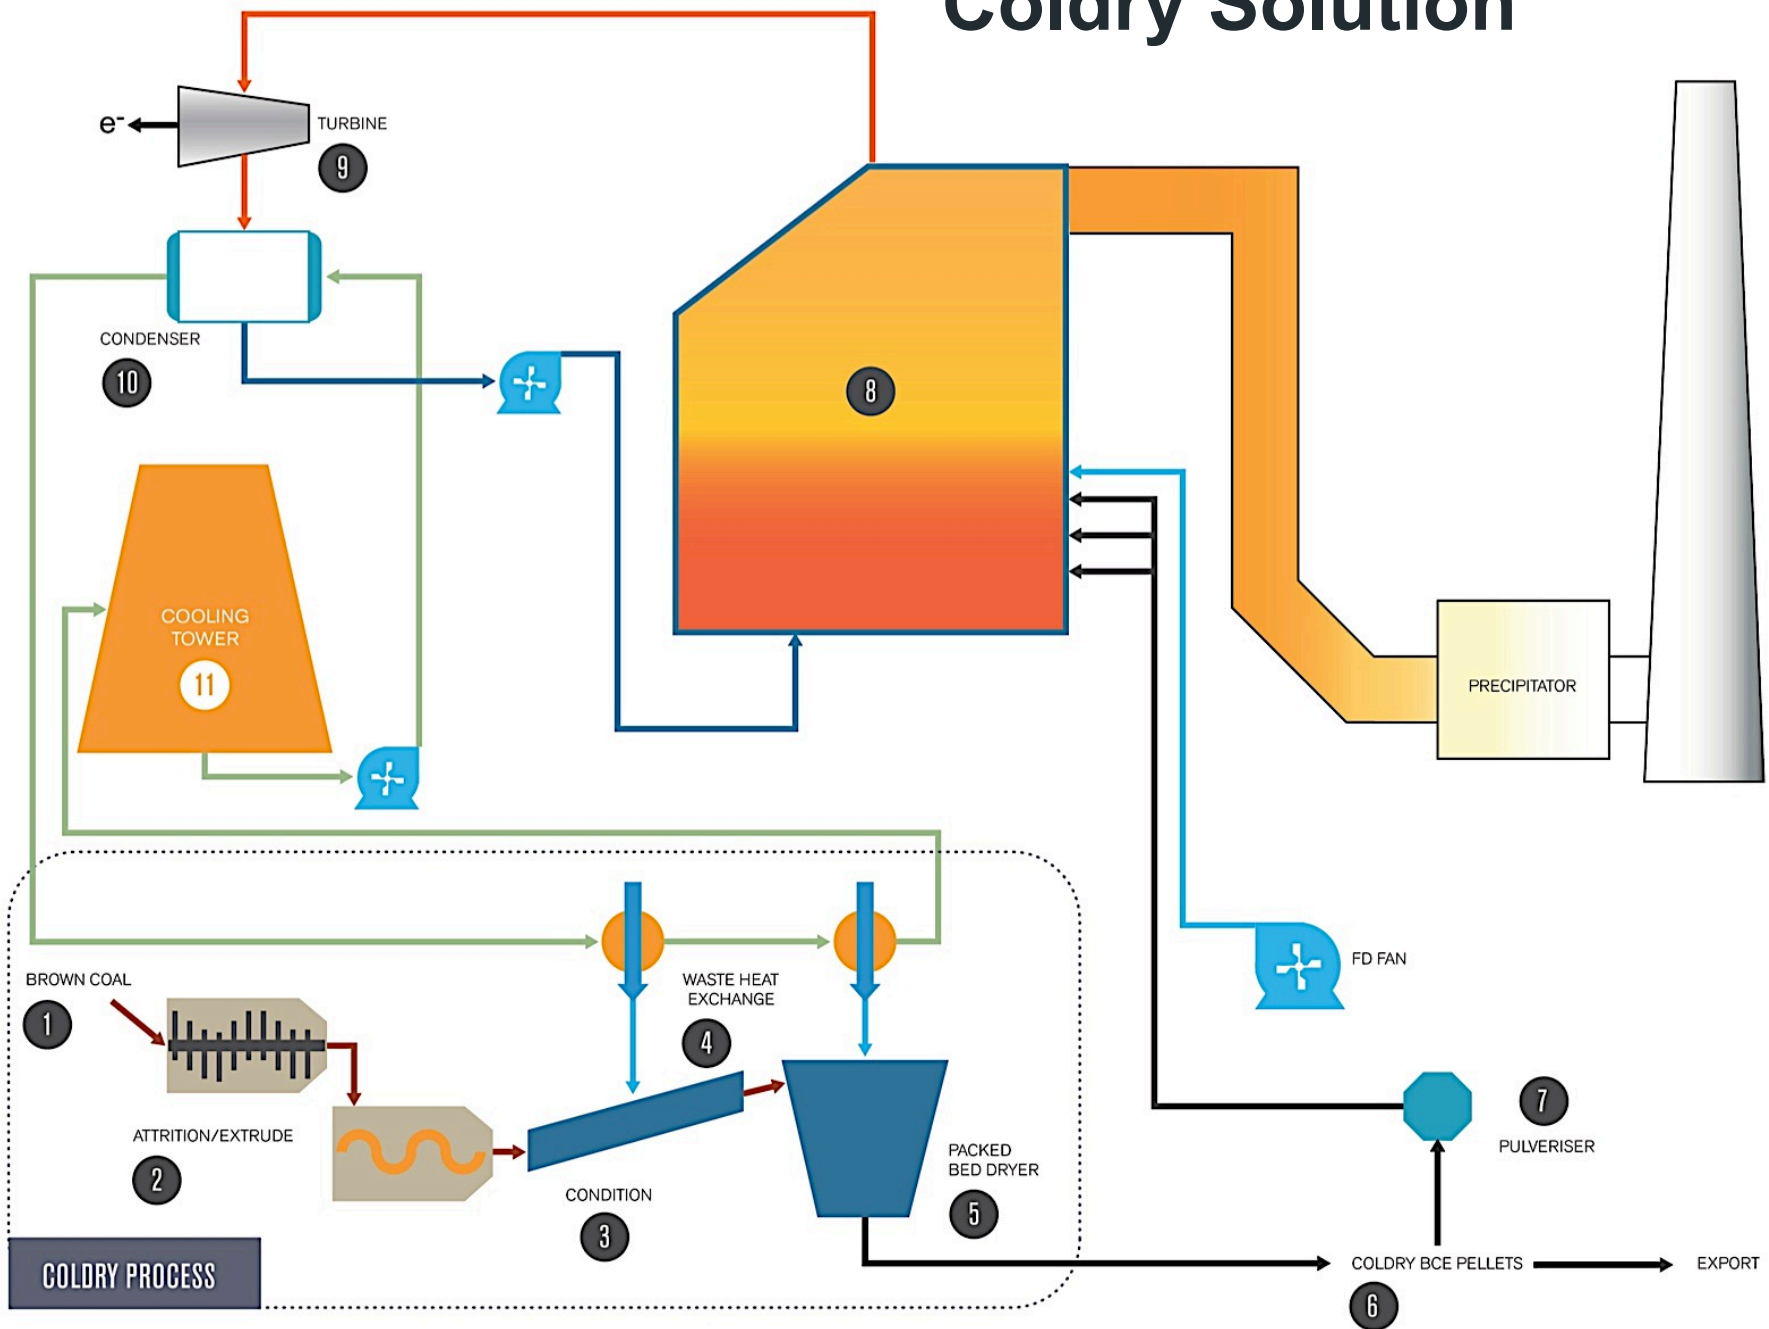 Coldry Solution
e-
TURBINE
9
CONDENSER
10
8
COOLING
TOWER
11
PRECIPITATOR
BROWN COAL
1
WASTE HEAT
EXCHANGE
4
FD FAN
ATTRITION/EXTRUDE
2
CONDITION
3
PACKED
BED DRYER
5
7
PULVERISER
COLDRY PROCESS
COLDRY BCE PELLETS
6
EXPORT